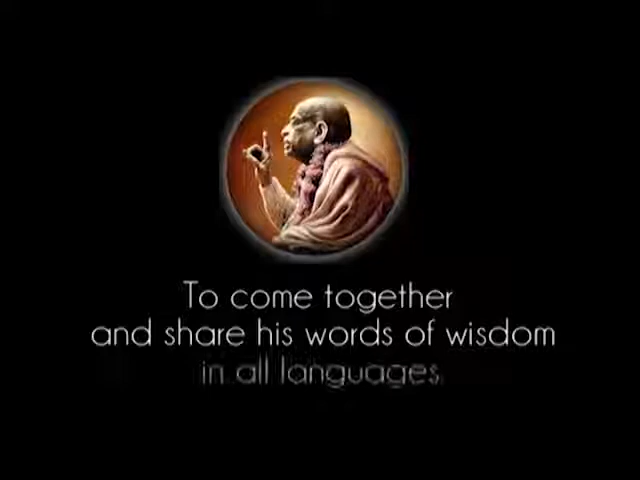 To come together
and share his words of wisdom
in all languages